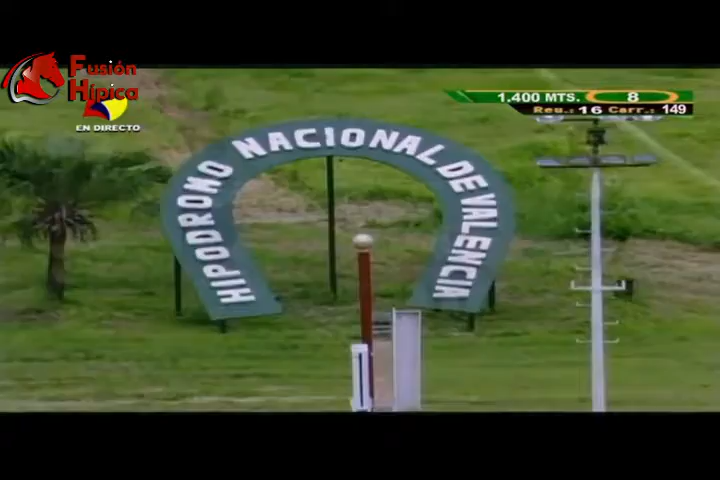 Fusión
Hípica
EN DIRECTO
1.400 MTS. 8
Reu.: 16 Carr.: 149
HIPODROMO NACIONAL DE VALENCIA